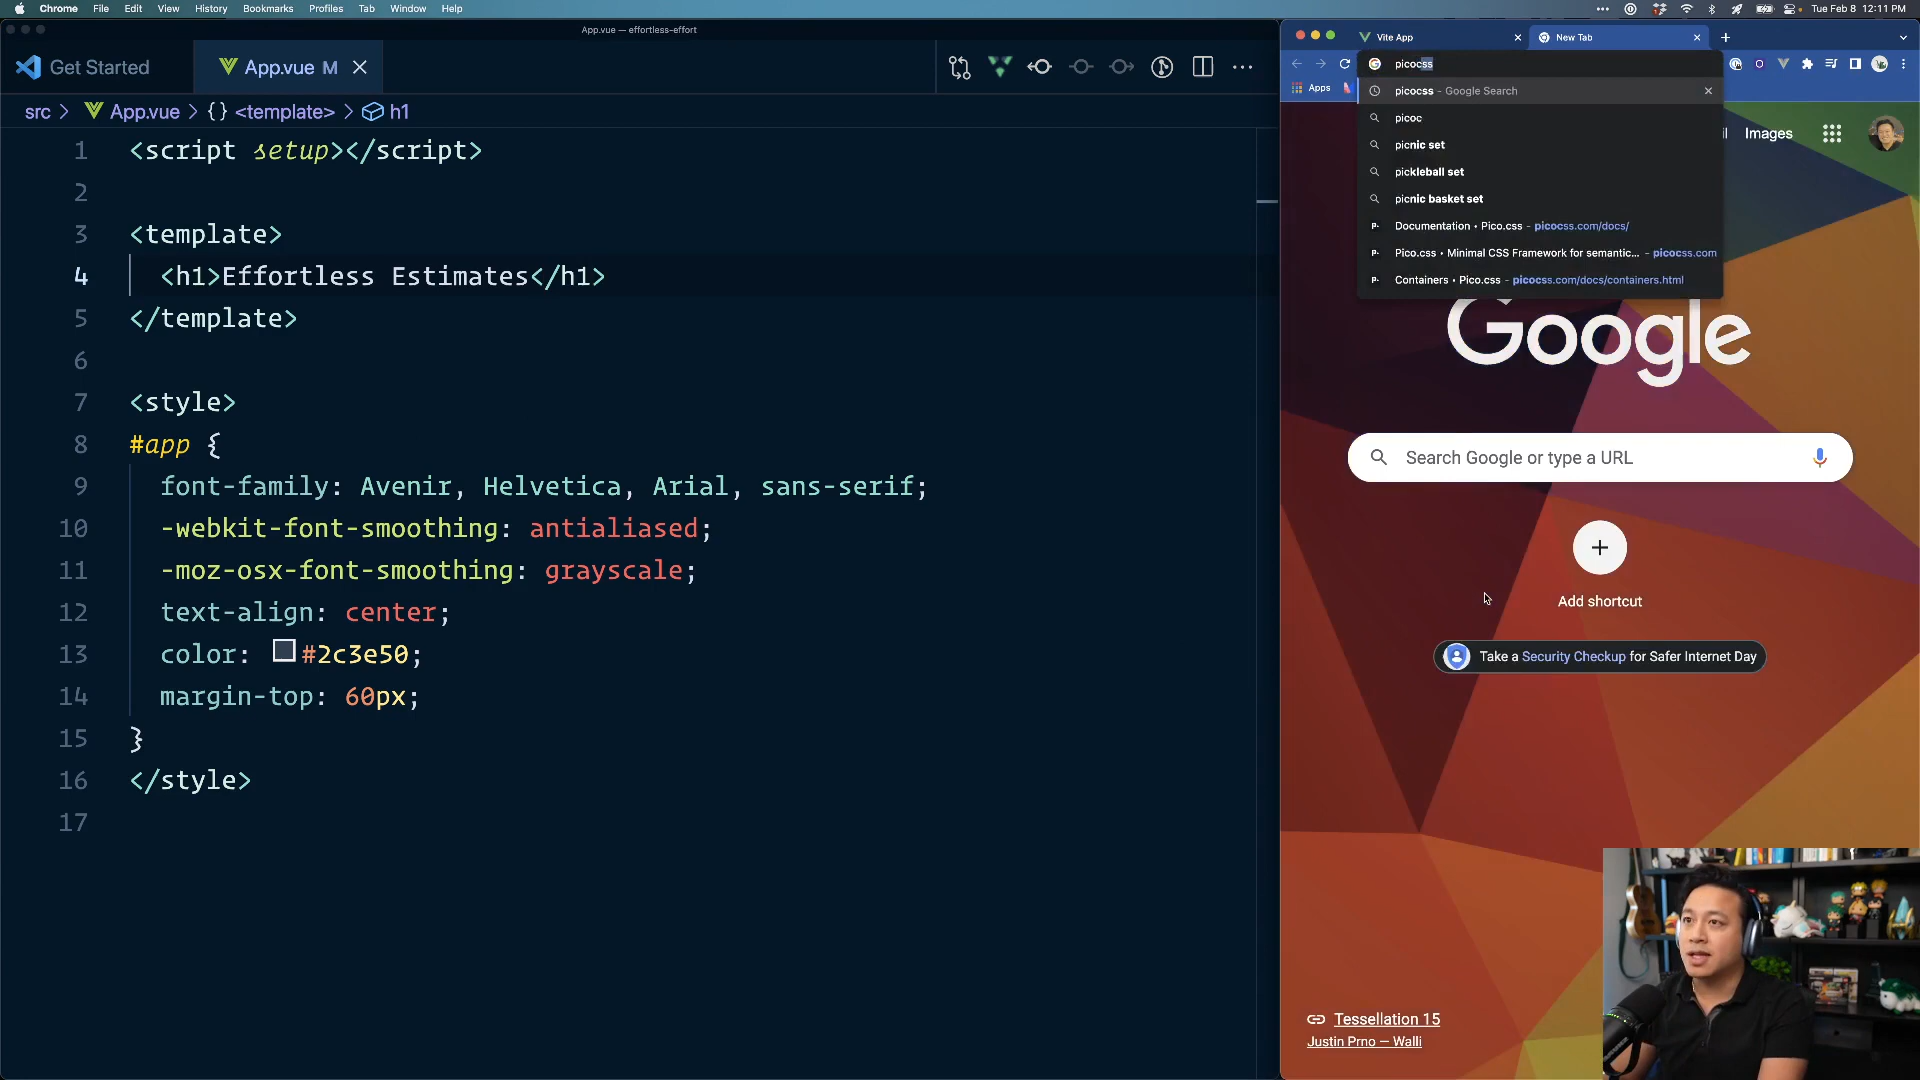 Chrome File Edit View History Bookmarks Profiles Tab Window Help
Tue Feb 8 12:11 PM
App.vue — effortless-effort
Get Started
App.vue M
src > App.vue > {} <template> > h1
1 <script setup></script>
2
3 <template>
4 <h1>Effortless Estimates</h1>
5 </template>
6
7 <style>
8 #app {
9 font-family: Avenir, Helvetica, Arial, sans-serif;
10 -webkit-font-smoothing: antialiased;
11 -moz-osx-font-smoothing: grayscale;
12 text-align: center;
13 color: #2c3e50;
14 margin-top: 60px;
15 }
16 </style>
17
Vite App
New Tab
picocss
Apps
picocss - Google Search
picoc
picnic set
pickleball set
picnic basket set
Documentation • Pico.css - picocss.com/docs/
Pico.css • Minimal CSS Framework for semantic... - picocss.com
Containers • Pico.css - picocss.com/docs/containers.html
Images
Google
Search Google or type a URL
Add shortcut
Take a Security Checkup for Safer Internet Day
Tessellation 15
Justin Prno — Walli